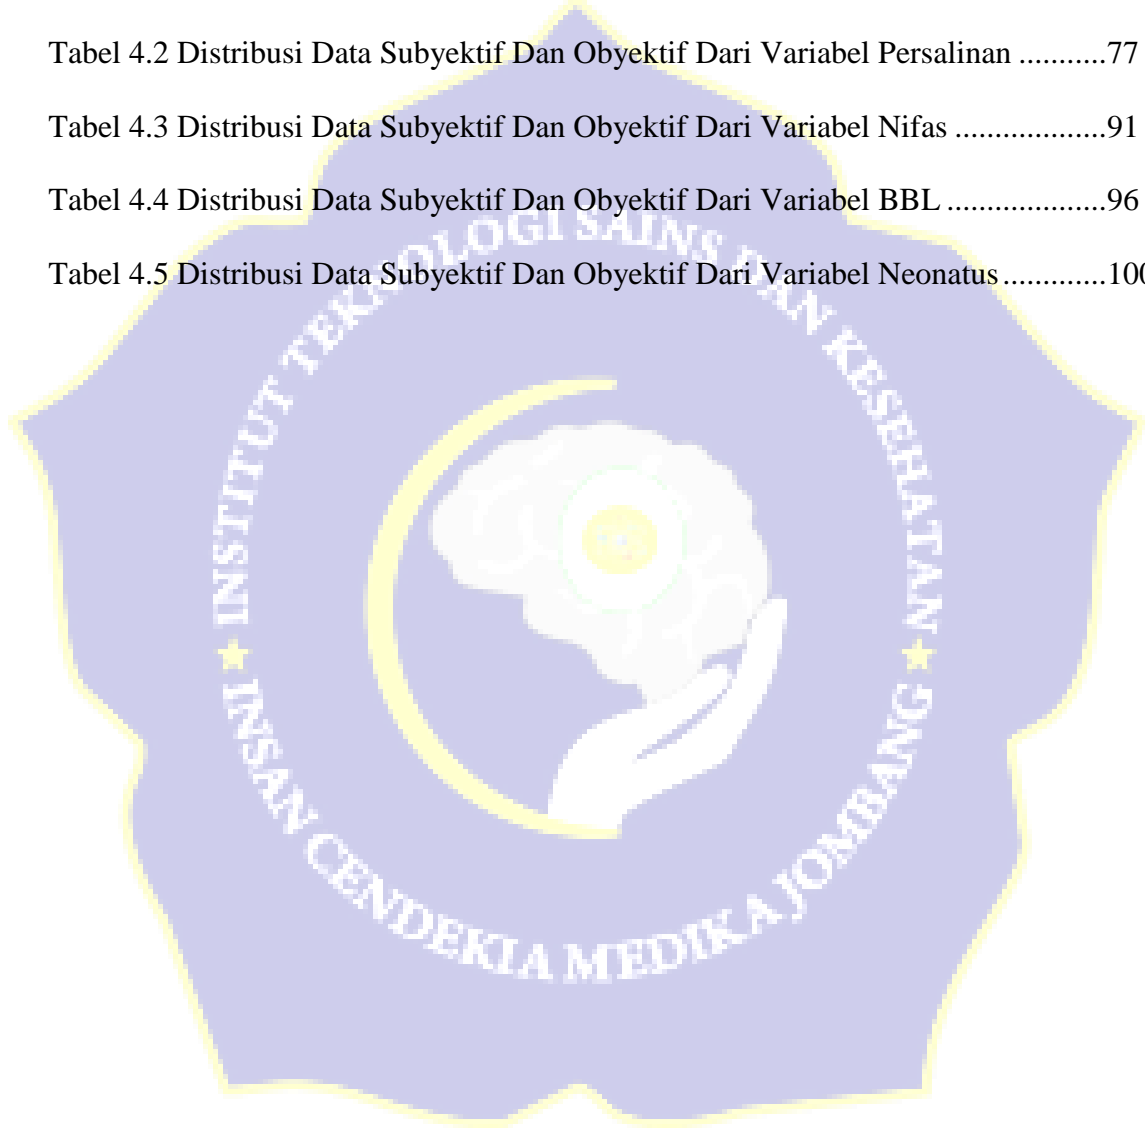 Tabel 4.2 Distribusi Data Subyektif Dan Obyektif Dari Variabel Persalinan ...........77
Tabel 4.3 Distribusi Data Subyektif Dan Obyektif Dari Variabel Nifas ..................91
Tabel 4.4 Distribusi Data Subyektif Dan Obyektif Dari Variabel BBL ...................96
Tabel 4.5 Distribusi Data Subyektif Dan Obyektif Dari Variabel Neonatus ............100
INSTITUT TEKNOLOGI SAINS DAN KESEHATAN
INSAN CENDEKIA MEDIKA JOMBANG